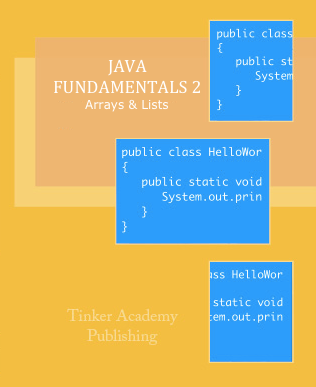 JAVA
FUNDAMENTALS 2
Arrays & Lists
public class
{
public st
System
}
}
public class HelloWor
{
public static void
System.out.prin
}
}
ass HelloWor
static void
em.out.prin
Tinker Academy
Publishing